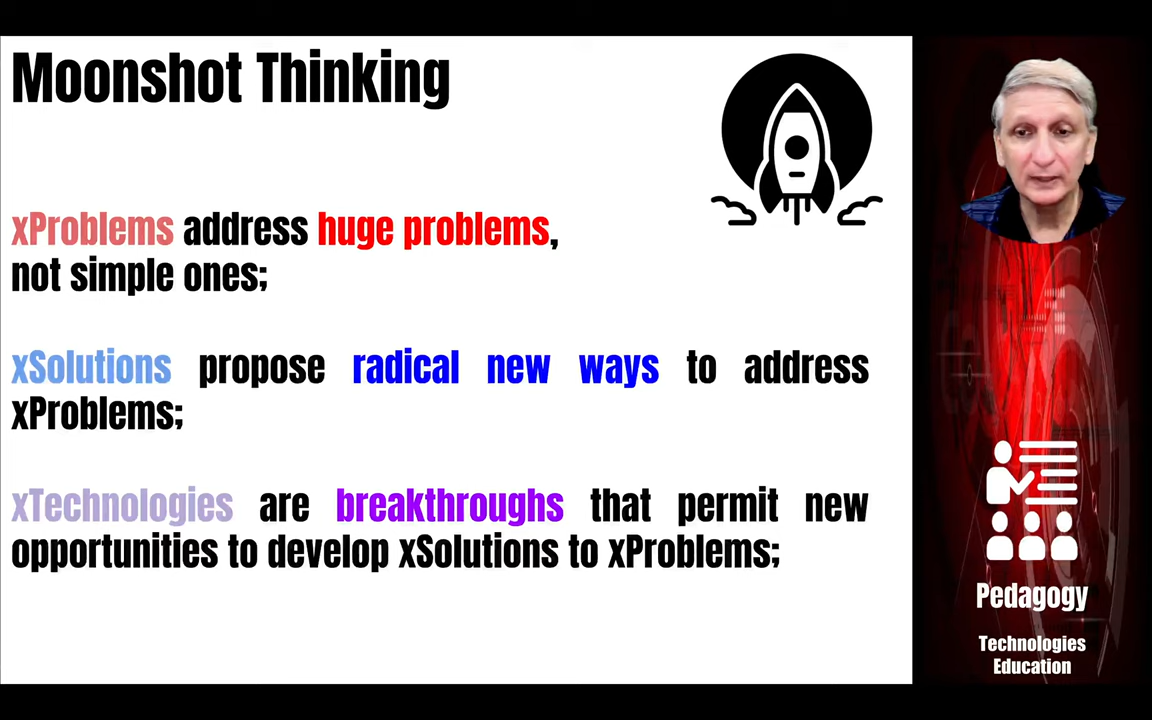 Moonshot Thinking
xProblems address huge problems,
not simple ones;
xSolutions propose radical new ways to address
xProblems;
xTechnologies are breakthroughs that permit new
opportunities to develop xSolutions to xProblems;
Pedagogy
Technologies
Education